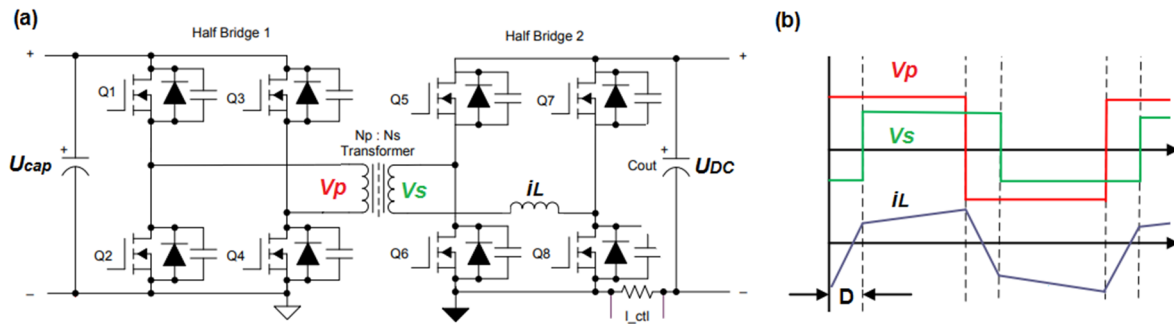 (a)
Half Bridge 1
Half Bridge 2
(b)
+
+
Q1
Q3
Q5
Q7
Vp
Np : Ns
Transformer
Vs
+
Ucap
Vp
Vs
iL
Cout
+
UDC
iL
Q2
Q4
Q6
Q8
–
–
I_ctl
D